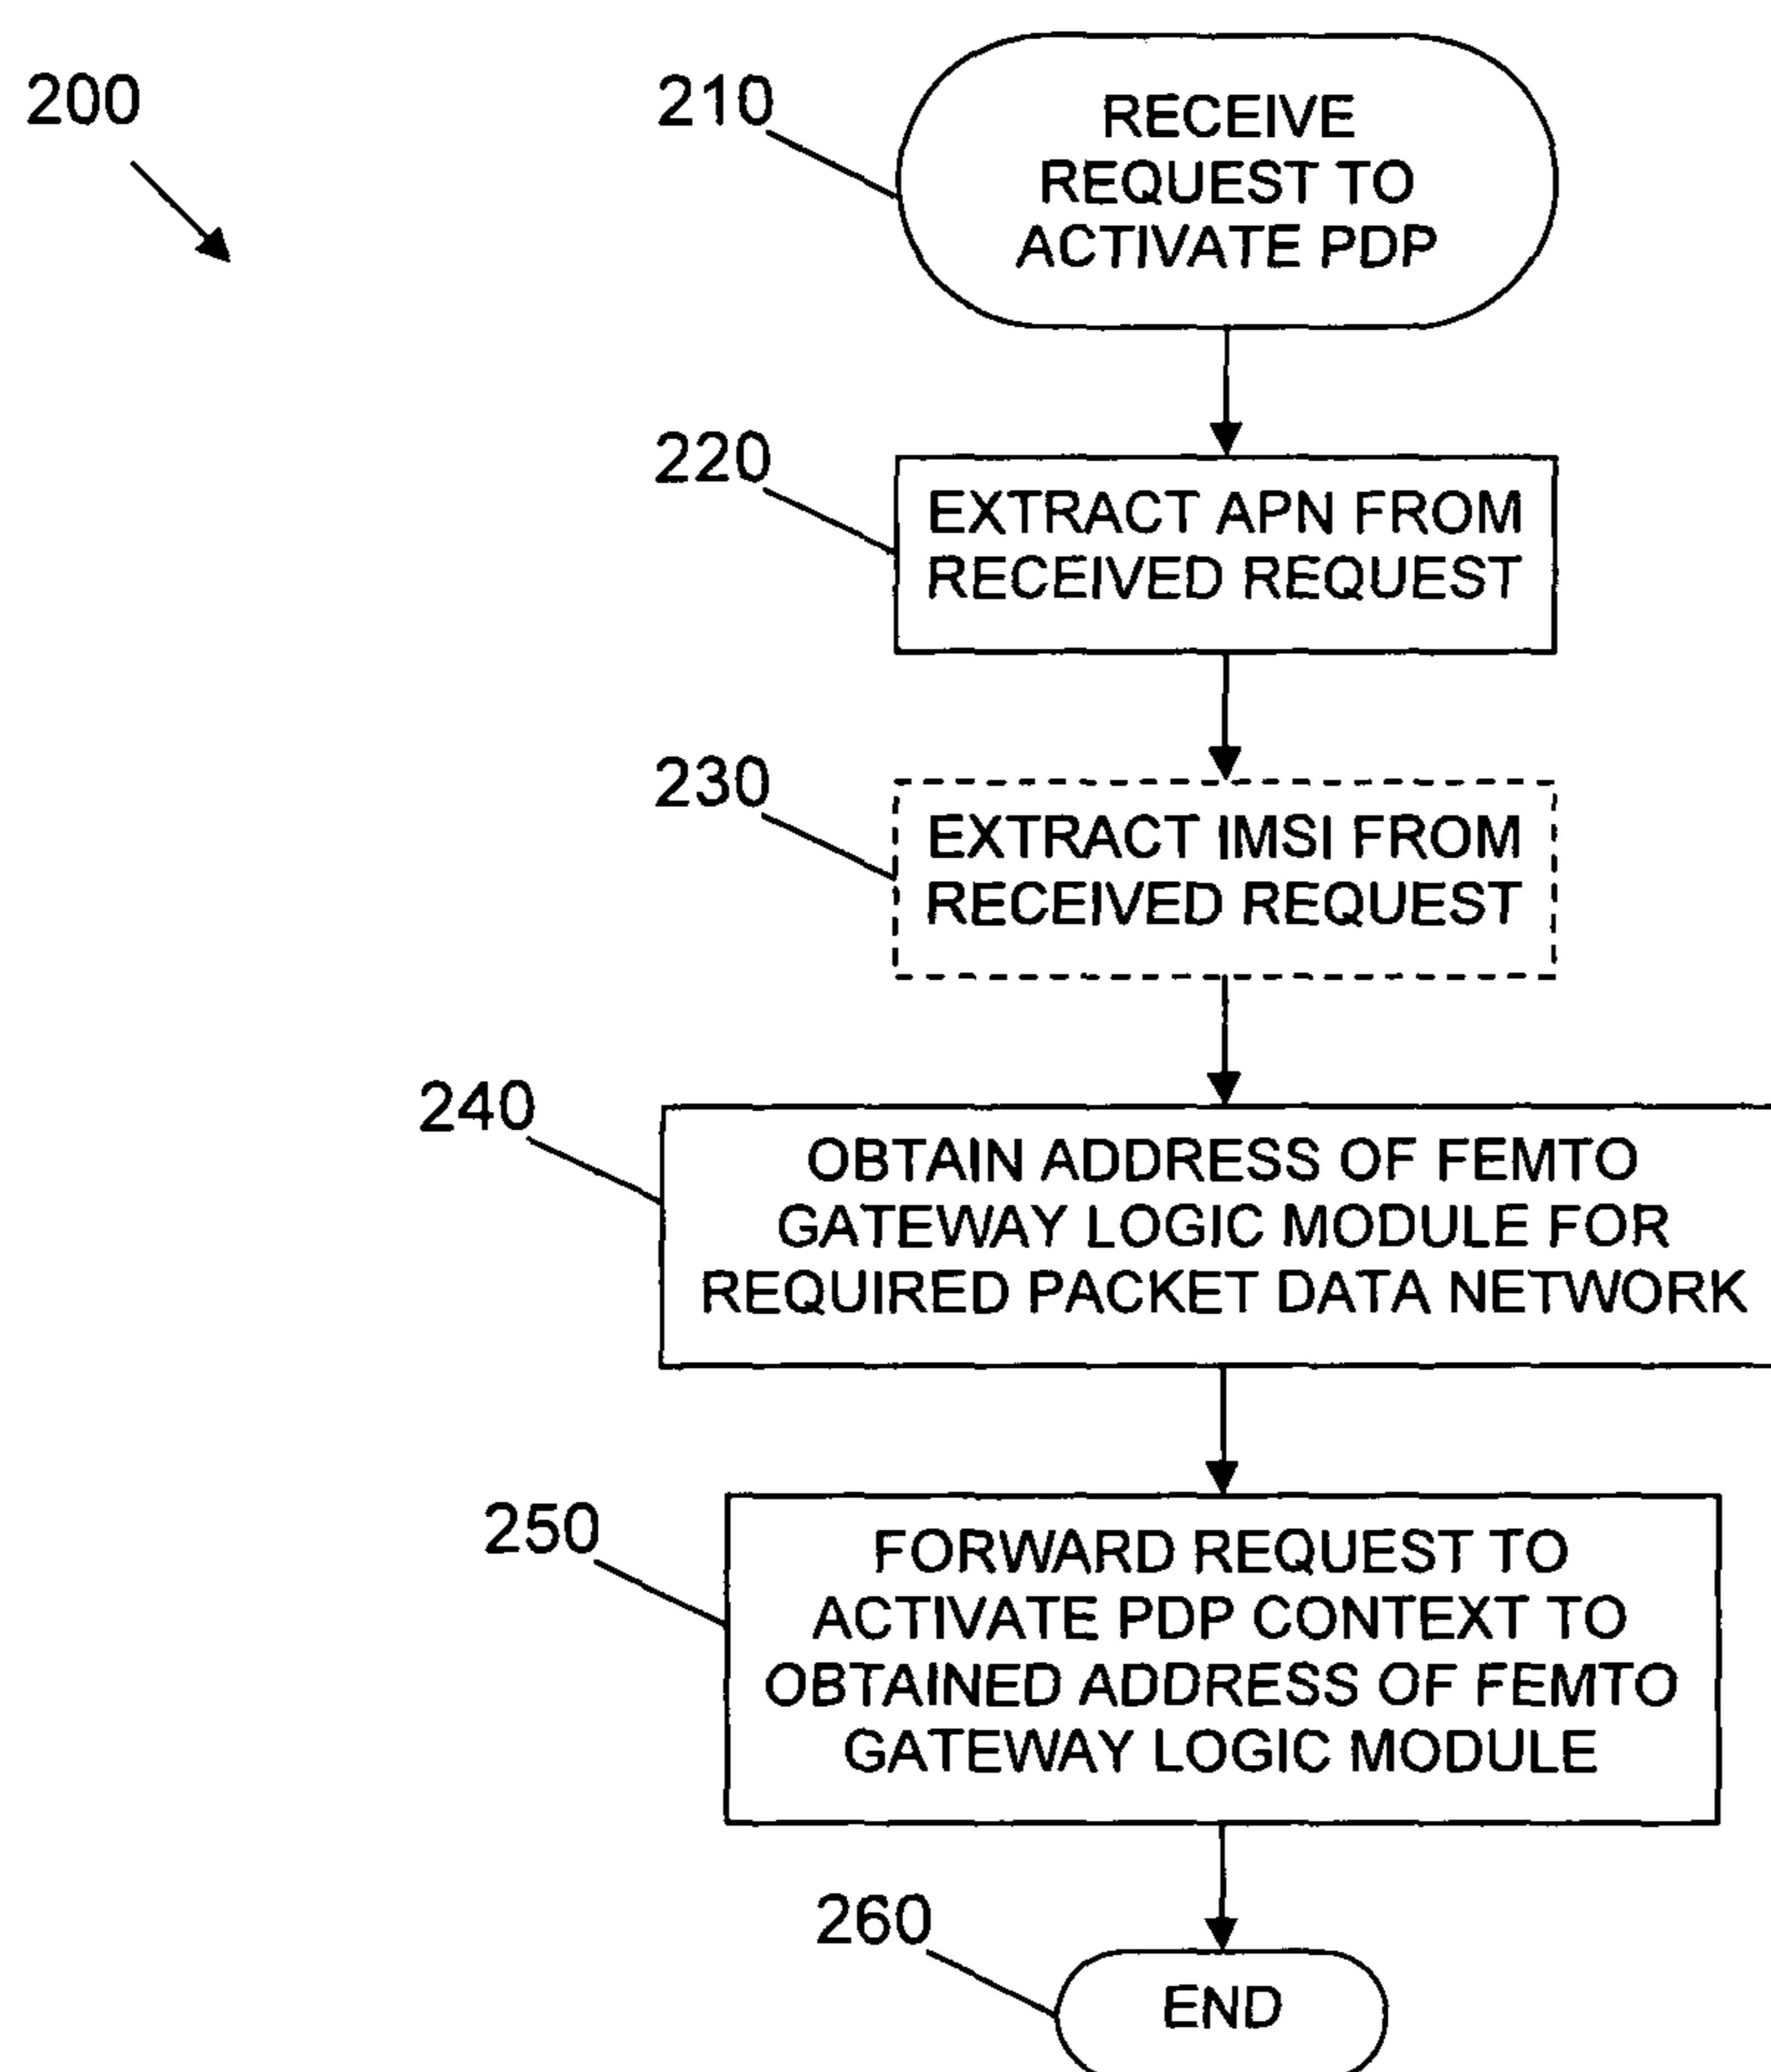 200
210
RECEIVE
REQUEST TO
ACTIVATE PDP
220
EXTRACT APN FROM
RECEIVED REQUEST
230
EXTRACT IMSI FROM
RECEIVED REQUEST
240
OBTAIN ADDRESS OF FEMTO
GATEWAY LOGIC MODULE FOR
REQUIRED PACKET DATA NETWORK
250
FORWARD REQUEST TO
ACTIVATE PDP CONTEXT TO
OBTAINED ADDRESS OF FEMTO
GATEWAY LOGIC MODULE
260
END